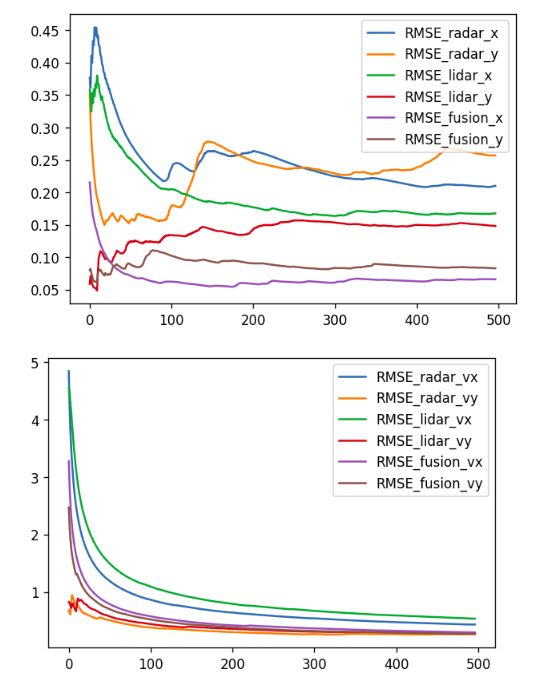 0.45
0.40
0.35
0.30
0.25
0.20
0.15
0.10
0.05
0
100
200
300
400
500
RMSE_radar_x
RMSE_radar_y
RMSE_lidar_x
RMSE_lidar_y
RMSE_fusion_x
RMSE_fusion_y
5
4
3
2
1
0
100
200
300
400
500
RMSE_radar_vx
RMSE_radar_vy
RMSE_lidar_vx
RMSE_lidar_vy
RMSE_fusion_vx
RMSE_fusion_vy